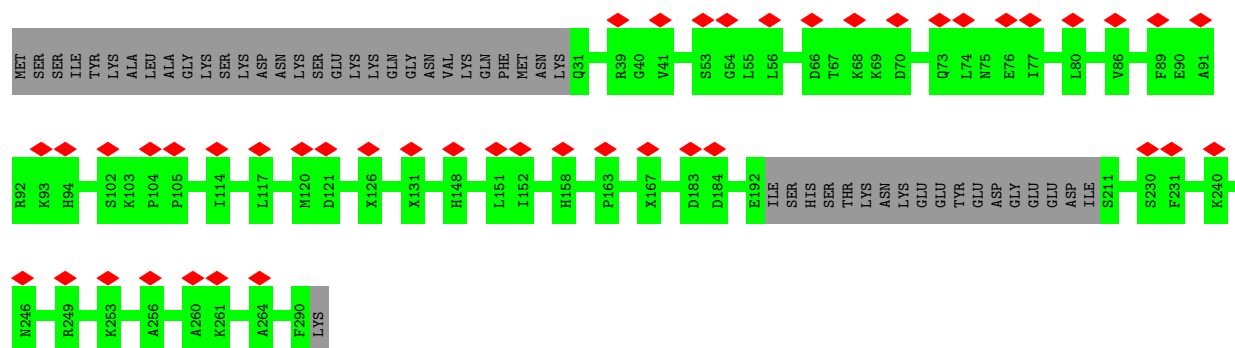 MET SER SER ILE TYR LYS ALA LEU ALA GLY LYS SER LYS ASP ASN LYS SER GLU LYS LYS GLN GLY ASN VAL LYS GLN PHE MET ASN LYS Q31 R39 G40 V41 S53 G54 L55 L56 D66 T67 K68 K69 D70 Q73 L74 N75 E76 I77 L80 V86 F89 E90 A91
R92 K93 H94 S102 K103 P104 P105 I114 L117 M120 D121 X126 X131 H148 L151 I152 H158 P163 X167 D183 D184 E192 ILE SER HIS SER THR LYS ASN LYS GLU GLU TYR GLU ASP GLY GLU GLU ASP ILE S211 S230 F231 K240
N246 R249 K253 A256 A260 K261 A264 F290 LYS